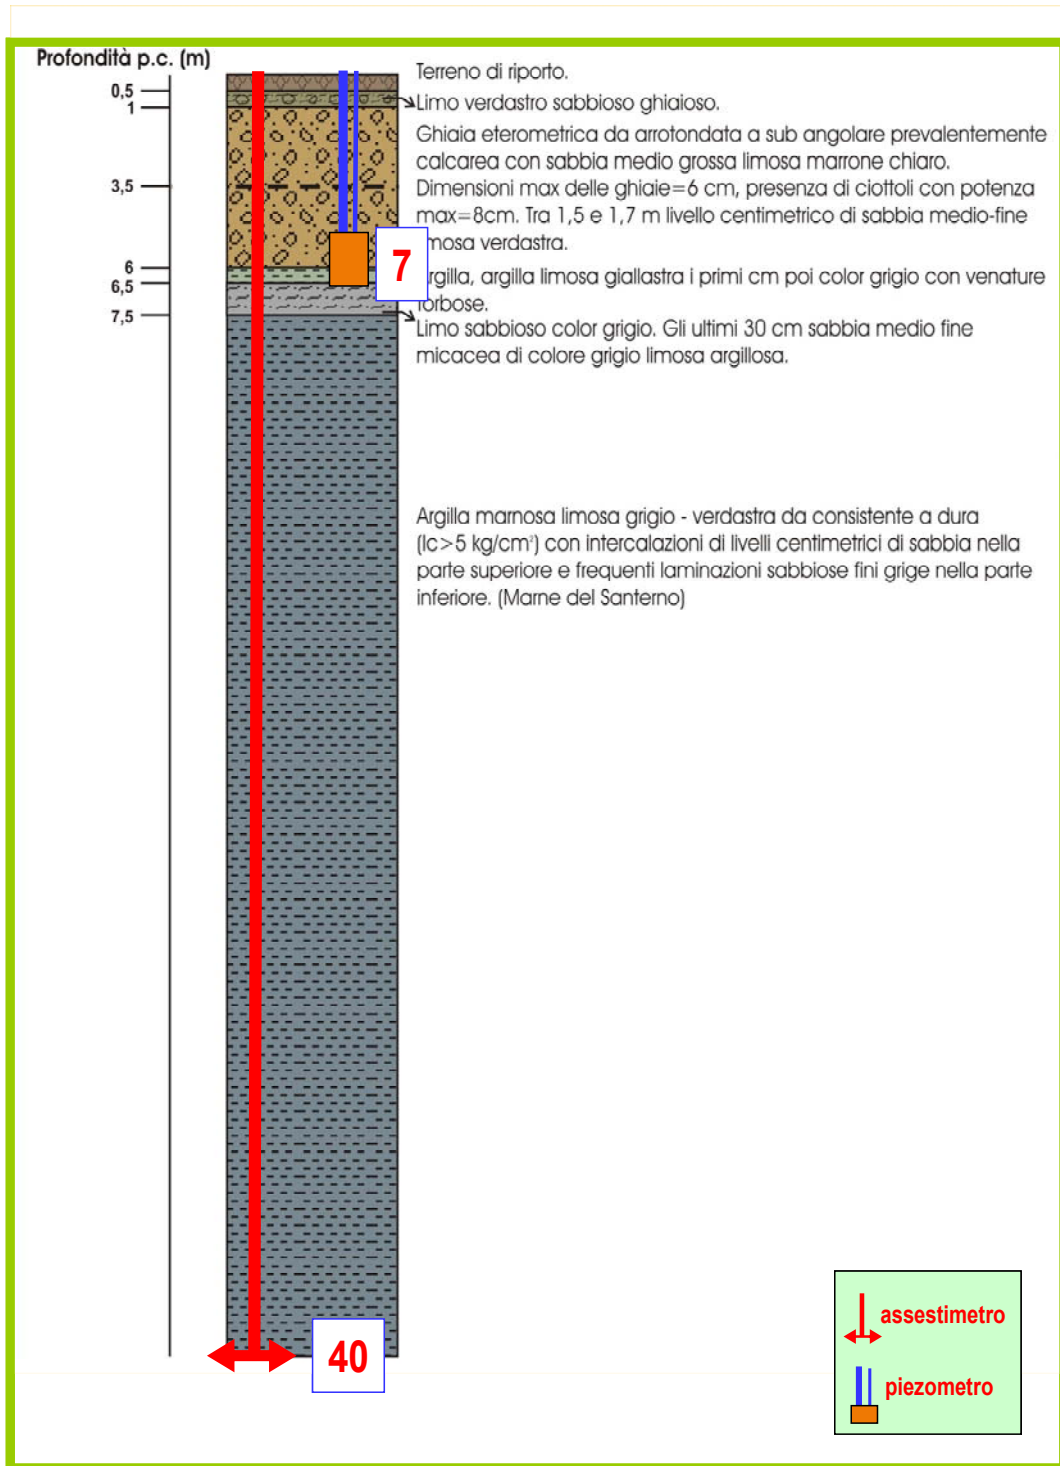 Profondità p.c. (m)
0,5
1
3,5
6
6,5
7,5
Terreno di riporto.
Limo verdastro sabbioso ghiaioso.
Ghiaia eterometrica da arrotondata a sub angolare prevalentemente
calcarea con sabbia medio grossa limosa marrone chiaro.
Dimensioni max delle ghiaie=6 cm, presenza di ciottoli con potenza
max=8cm. Tra 1,5 e 1,7 m livello centimetrico di sabbia medio-fine
limosa verdastra.
7
Argilla, argilla limosa giallastra i primi cm poi color grigio con venature
torbose.
Limo sabbioso color grigio. Gli ultimi 30 cm sabbia medio fine
micacea di colore grigio limosa argillosa.
Argilla marnosa limosa grigio - verdastra da consistente a dura
(Ic>5 kg/cm²) con intercalazioni di livelli centimetrici di sabbia nella
parte superiore e frequenti laminazioni sabbiose fini grige nella parte
inferiore. (Marne del Santerno)
40
assestimetro
piezometro